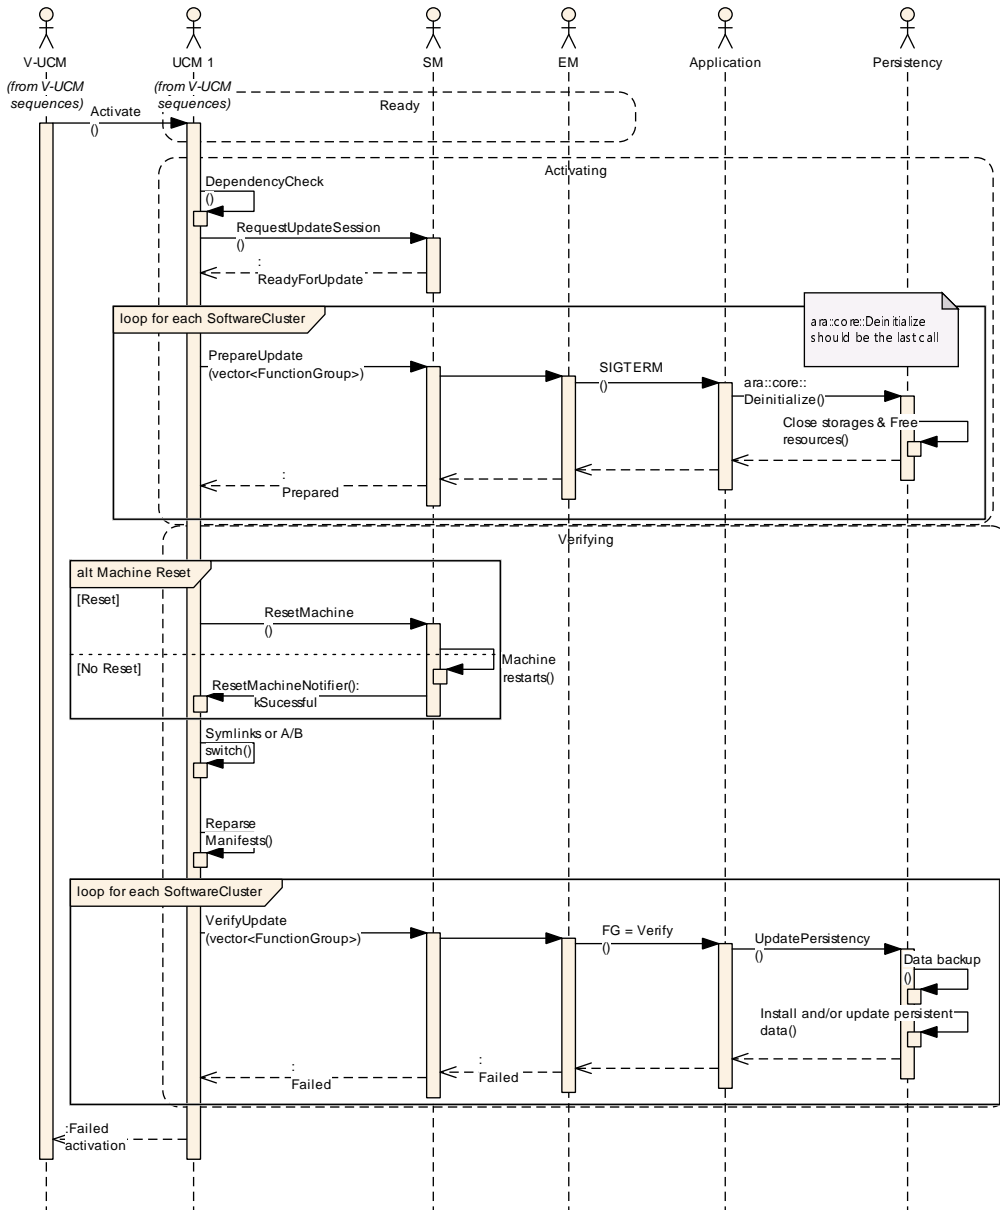 V-UCM
UCM 1
SM
EM
Application
Persistency
(from V-UCM
sequences)
(from V-UCM
sequences)
Ready
Activate
()
Activating
DependencyCheck
()
RequestUpdateSession
()
:
ReadyForUpdate
loop for each SoftwareCluster
ara::core::Deinitialize
should be the last call
PrepareUpdate
(vector<FunctionGroup>)
SIGTERM
()
ara::core::
Deinitialize()
Close storages & Free
resources()
:
Prepared
Verifying
alt Machine Reset
[Reset]
ResetMachine
()
[No Reset]
Machine
restarts()
ResetMachineNotifier():
kSucessful
Symlinks or A/B
switch()
Reparse
Manifests()
loop for each SoftwareCluster
VerifyUpdate
(vector<FunctionGroup>)
FG = Verify
()
UpdatePersistency
()
Data backup
()
Install and/or update persistent
data()
:
Failed
:
Failed
:Failed
activation